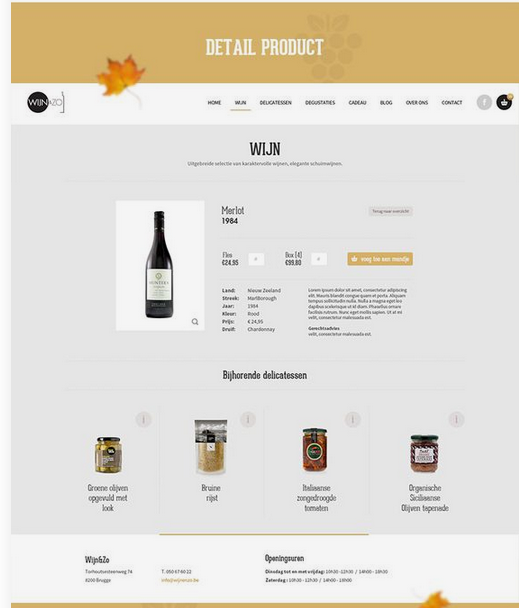 DETAIL PRODUCT
WIJN&ZO
HOME WIJN DELICATESSEN DEGUSTATIES CADEAU BLOG OVER ONS CONTACT
WIJN
Uitgebreide selectie van karaktervolle wijnen, elegante schuimwijnen.
Merlot
1984
Terug naar overzicht
Fles
€24,95
Box [4]
€99,80
voeg toe aan mandje
Land: Nieuw Zeeland
Streek: Marlborough
Jaar: 1984
Kleur: Rood
Prijs: € 24,95
Druif: Chardonnay
Lorem ipsum dolor sit amet, consectetur adipiscing
elit. Mauris blandit congue quam et porta. Aliquam
tempus sollicitudin nulla. Nulla a magna eget leo
dapibus scelerisque ut id diam. Phasellus ornare
facilisis rutrum. Nunc eget mollis sapien. Ut at mi
velit, consectetur malesuada est.
Gerechtsadvies
velit, consectetur malesuada est.
Bijhorende delicatessen
Groene olijven
opgevuld met
look
Bruine
rijst
Italiaanse
zongedroogde
tomaten
Organische
Siciliaanse
Olijven tapenade
Wijn&Zo
Torhoutsesteenweg 74
8200 Brugge
T. 050 67 60 22
info@wijnenzo.be
Openingsuren
Dinsdag tot en met vrijdag: 10h30 - 12h30 / 14h00 - 18h30
Zaterdag: 10h30 - 12h30 / 14h00 - 18h00